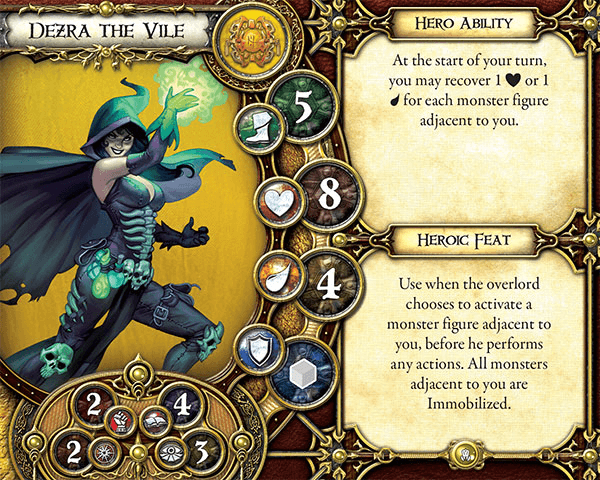 Dezra the Vile
5
8
4
2
4
2
3
Hero Ability
At the start of your turn,
you may recover 1 ♥ or 1
for each monster figure
adjacent to you.
Heroic Feat
Use when the overlord
chooses to activate a
monster figure adjacent to
you, before he performs
any actions. All monsters
adjacent to you are
Immobilized.